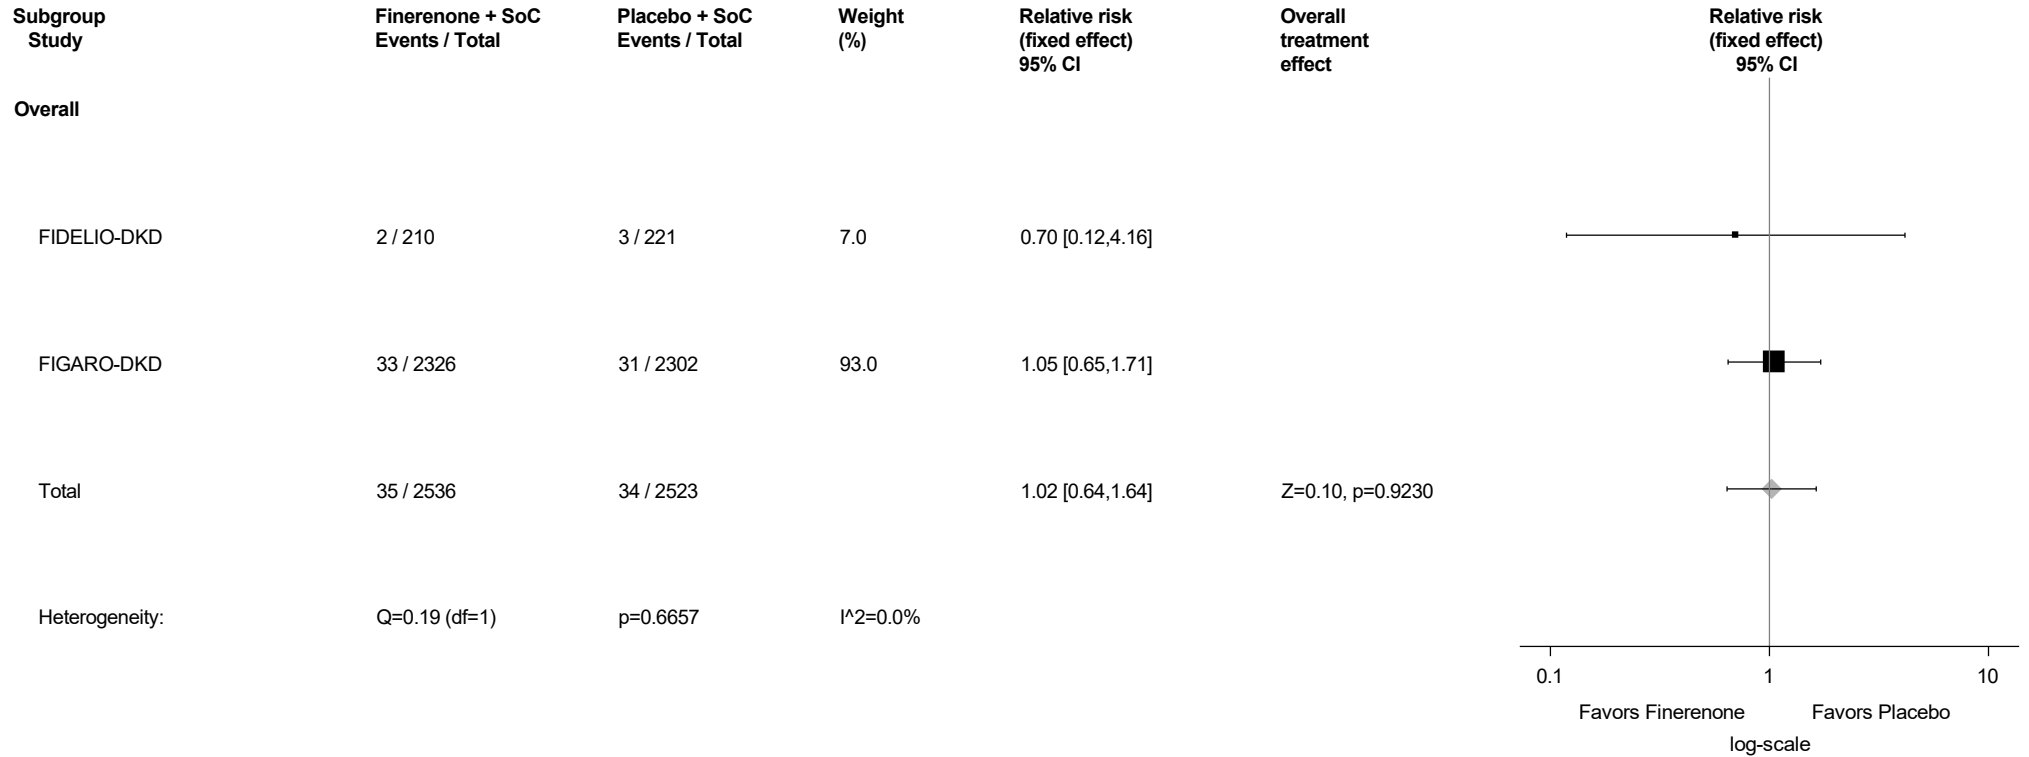 Subgroup Finerenone + SoC Placebo + SoC Weight Relative risk Overall Relative risk
Study Events / Total Events / Total (%) (fixed effect) treatment (fixed effect)
95% CI effect 95% CI
Overall
FIDELIO-DKD 2 / 210 3 / 221 7.0 0.70 [0.12,4.16]
FIGARO-DKD 33 / 2326 31 / 2302 93.0 1.05 [0.65,1.71]
Total 35 / 2536 34 / 2523 1.02 [0.64,1.64] Z=0.10, p=0.9230
Heterogeneity: Q=0.19 (df=1) p=0.6657 I^2=0.0%
0.1 1 10
Favors Finerenone Favors Placebo
log-scale